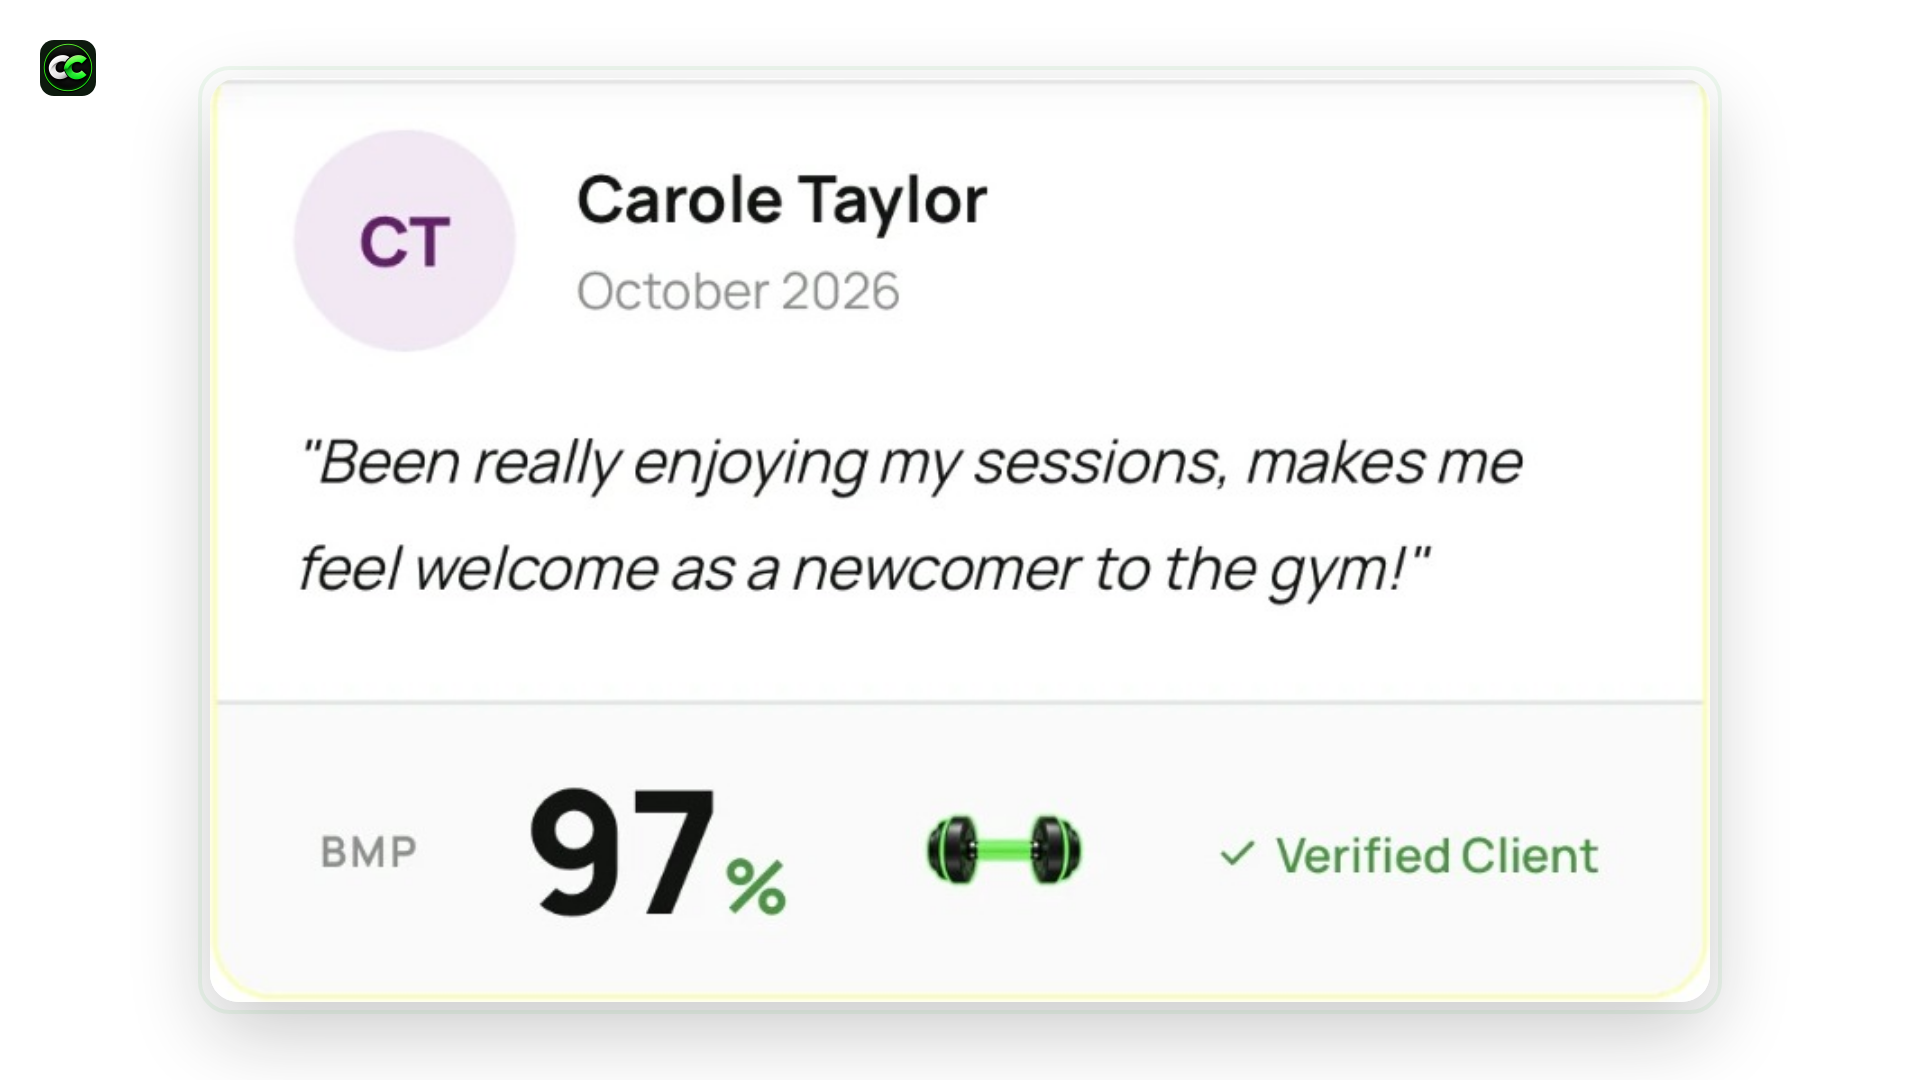 CC
CT
Carole Taylor
October 2026
"Been really enjoying my sessions, makes me
feel welcome as a newcomer to the gym!"
BMP 97% ✓ Verified Client